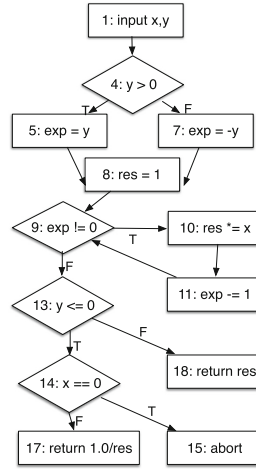 1: input x,y
4: y > 0
T
F
5: exp = y
7: exp = -y
8: res = 1
9: exp != 0
T
10: res *= x
11: exp -= 1
F
13: y <= 0
F
T
18: return res
14: x == 0
T
F
17: return 1.0/res
15: abort